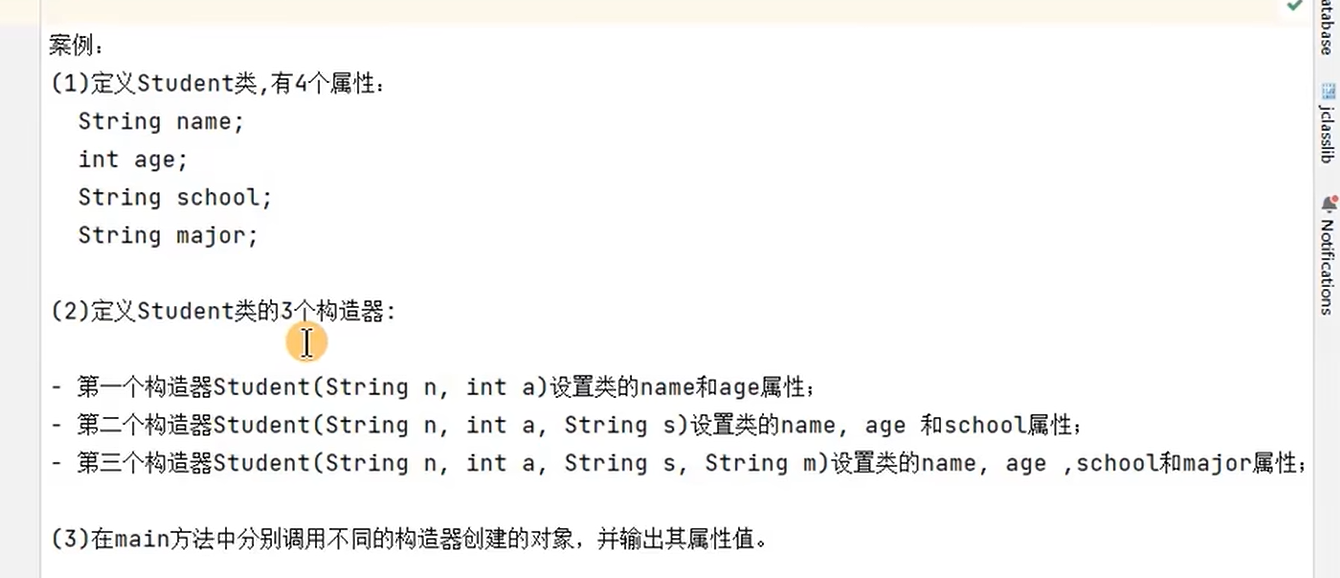 案例：
(1)定义Student类,有4个属性：
String name;
int age;
String school;
String major;
(2)定义Student类的3个构造器:
- 第一个构造器Student(String n, int a)设置类的name和age属性；
- 第二个构造器Student(String n, int a, String s)设置类的name, age 和school属性；
- 第三个构造器Student(String n, int a, String s, String m)设置类的name, age ,school和major属性；
(3)在main方法中分别调用不同的构造器创建的对象，并输出其属性值。
atabase
jclasslib
Notifications